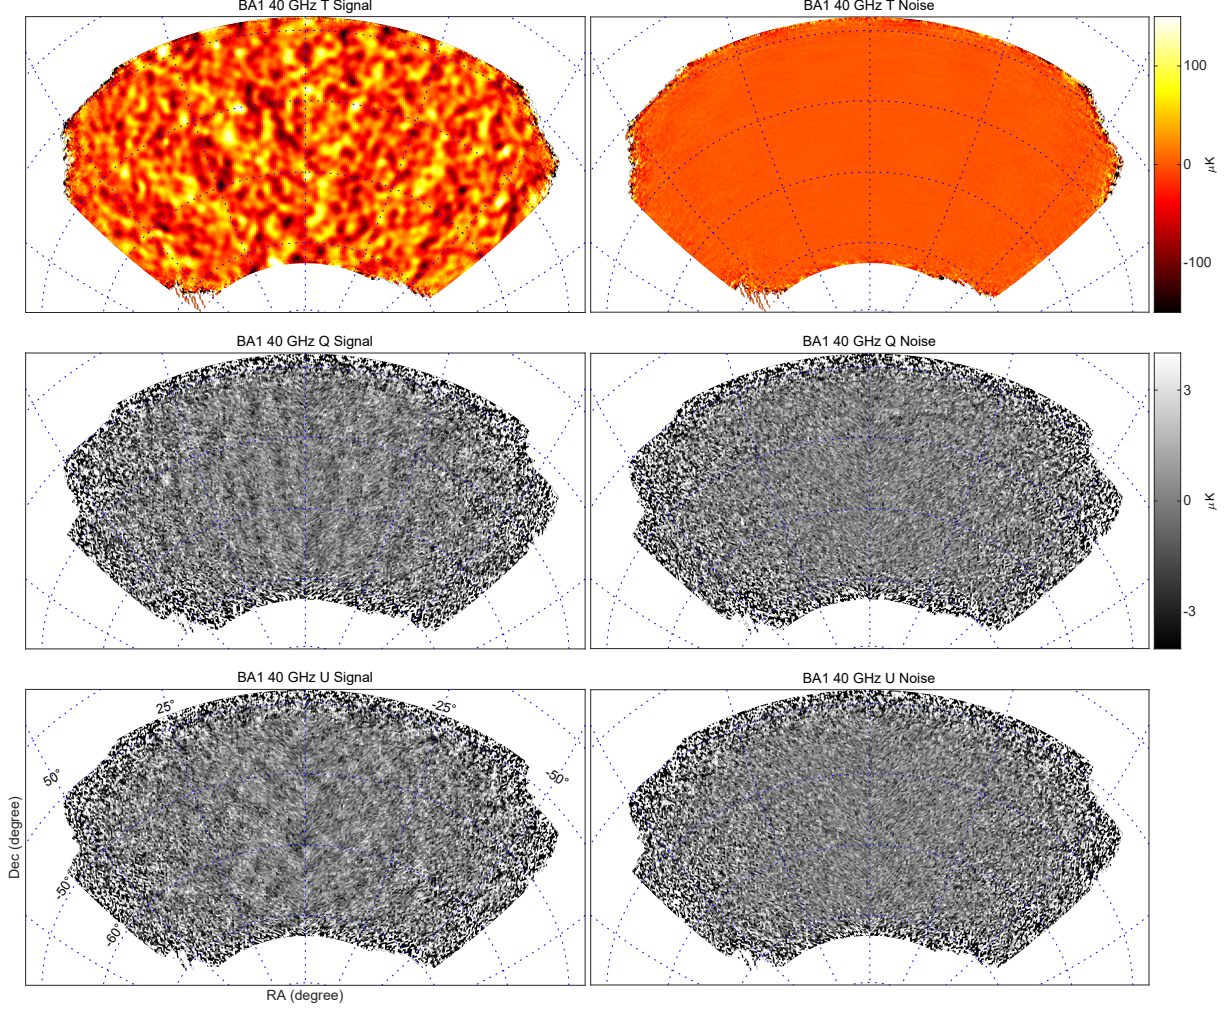 BA1 40 GHz T Signal
BA1 40 GHz T Noise
100
0
-100
μK
BA1 40 GHz Q Signal
BA1 40 GHz Q Noise
3
0
-3
μK
BA1 40 GHz U Signal
BA1 40 GHz U Noise
25°
-25°
50°
-50°
-50°
-60°
Dec (degree)
RA (degree)